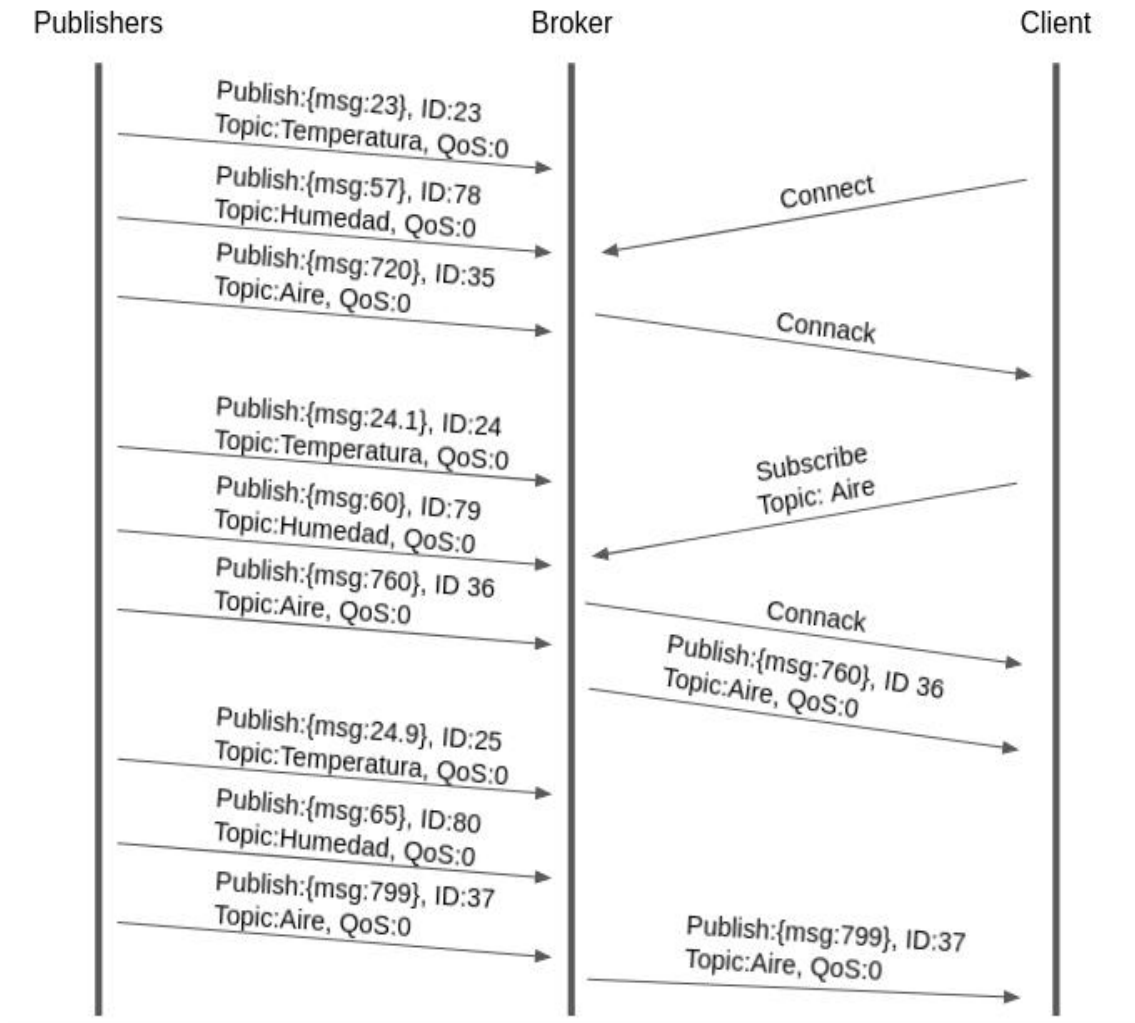 Publishers
Broker
Client
Publish:{msg:23}, ID:23
Topic:Temperatura, QoS:0
Publish:{msg:57}, ID:78
Topic:Humedad, QoS:0
Publish:{msg:720}, ID:35
Topic:Aire, QoS:0
Connect
Connack
Publish:{msg:24.1}, ID:24
Topic:Temperatura, QoS:0
Publish:{msg:60}, ID:79
Topic:Humedad, QoS:0
Publish:{msg:760}, ID 36
Topic:Aire, QoS:0
Subscribe
Topic: Aire
Connack
Publish:{msg:760}, ID 36
Topic:Aire, QoS:0
Publish:{msg:24.9}, ID:25
Topic:Temperatura, QoS:0
Publish:{msg:65}, ID:80
Topic:Humedad, QoS:0
Publish:{msg:799}, ID:37
Topic:Aire, QoS:0
Publish:{msg:799}, ID:37
Topic:Aire, QoS:0